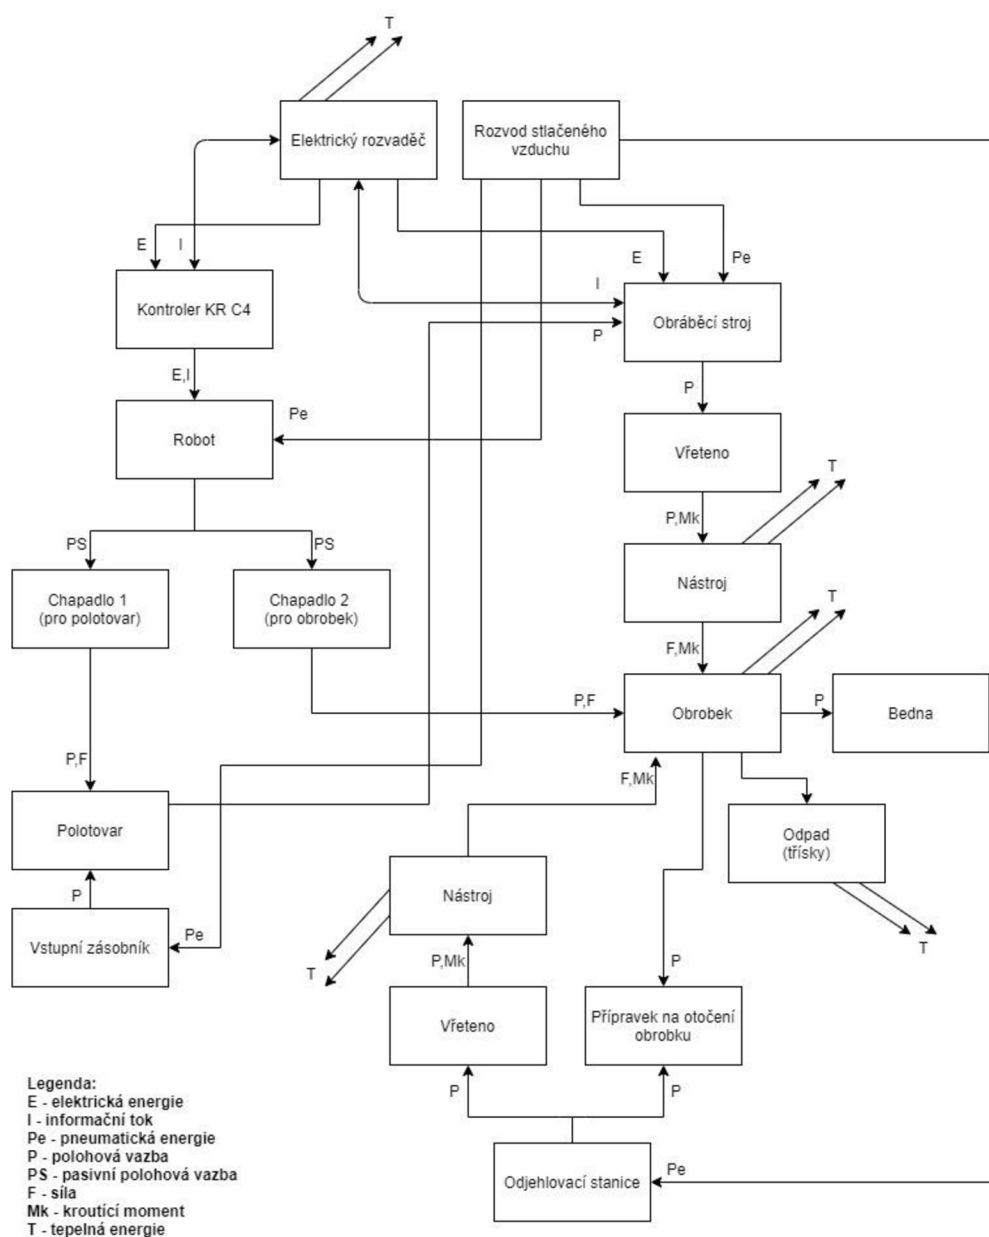 T
Elektrický rozvaděč
Rozvod stlačeného
vzduchu
E
I
E
Pe
I
Kontroler KR C4
Obráběcí stroj
P
E,I
P
Pe
Robot
Vřeteno
T
P,Mk
PS
PS
Chapadlo 1
(pro polotovar)
Chapadlo 2
(pro obrobek)
Nástroj
T
F,Mk
P,F
Obrobek
P
Bedna
P,F
F,Mk
Polotovar
Odpad
(třísky)
P
Nástroj
Vstupní zásobník
Pe
T
T
P,Mk
P
Vřeteno
Přípravek na otočení
obrobku
P
P
Odjehlovací stanice
Pe
Legenda:
E - elektrická energie
I - informační tok
Pe - pneumatická energie
P - polohová vazba
PS - pasivní polohová vazba
F - síla
Mk - kroutící moment
T - tepelná energie